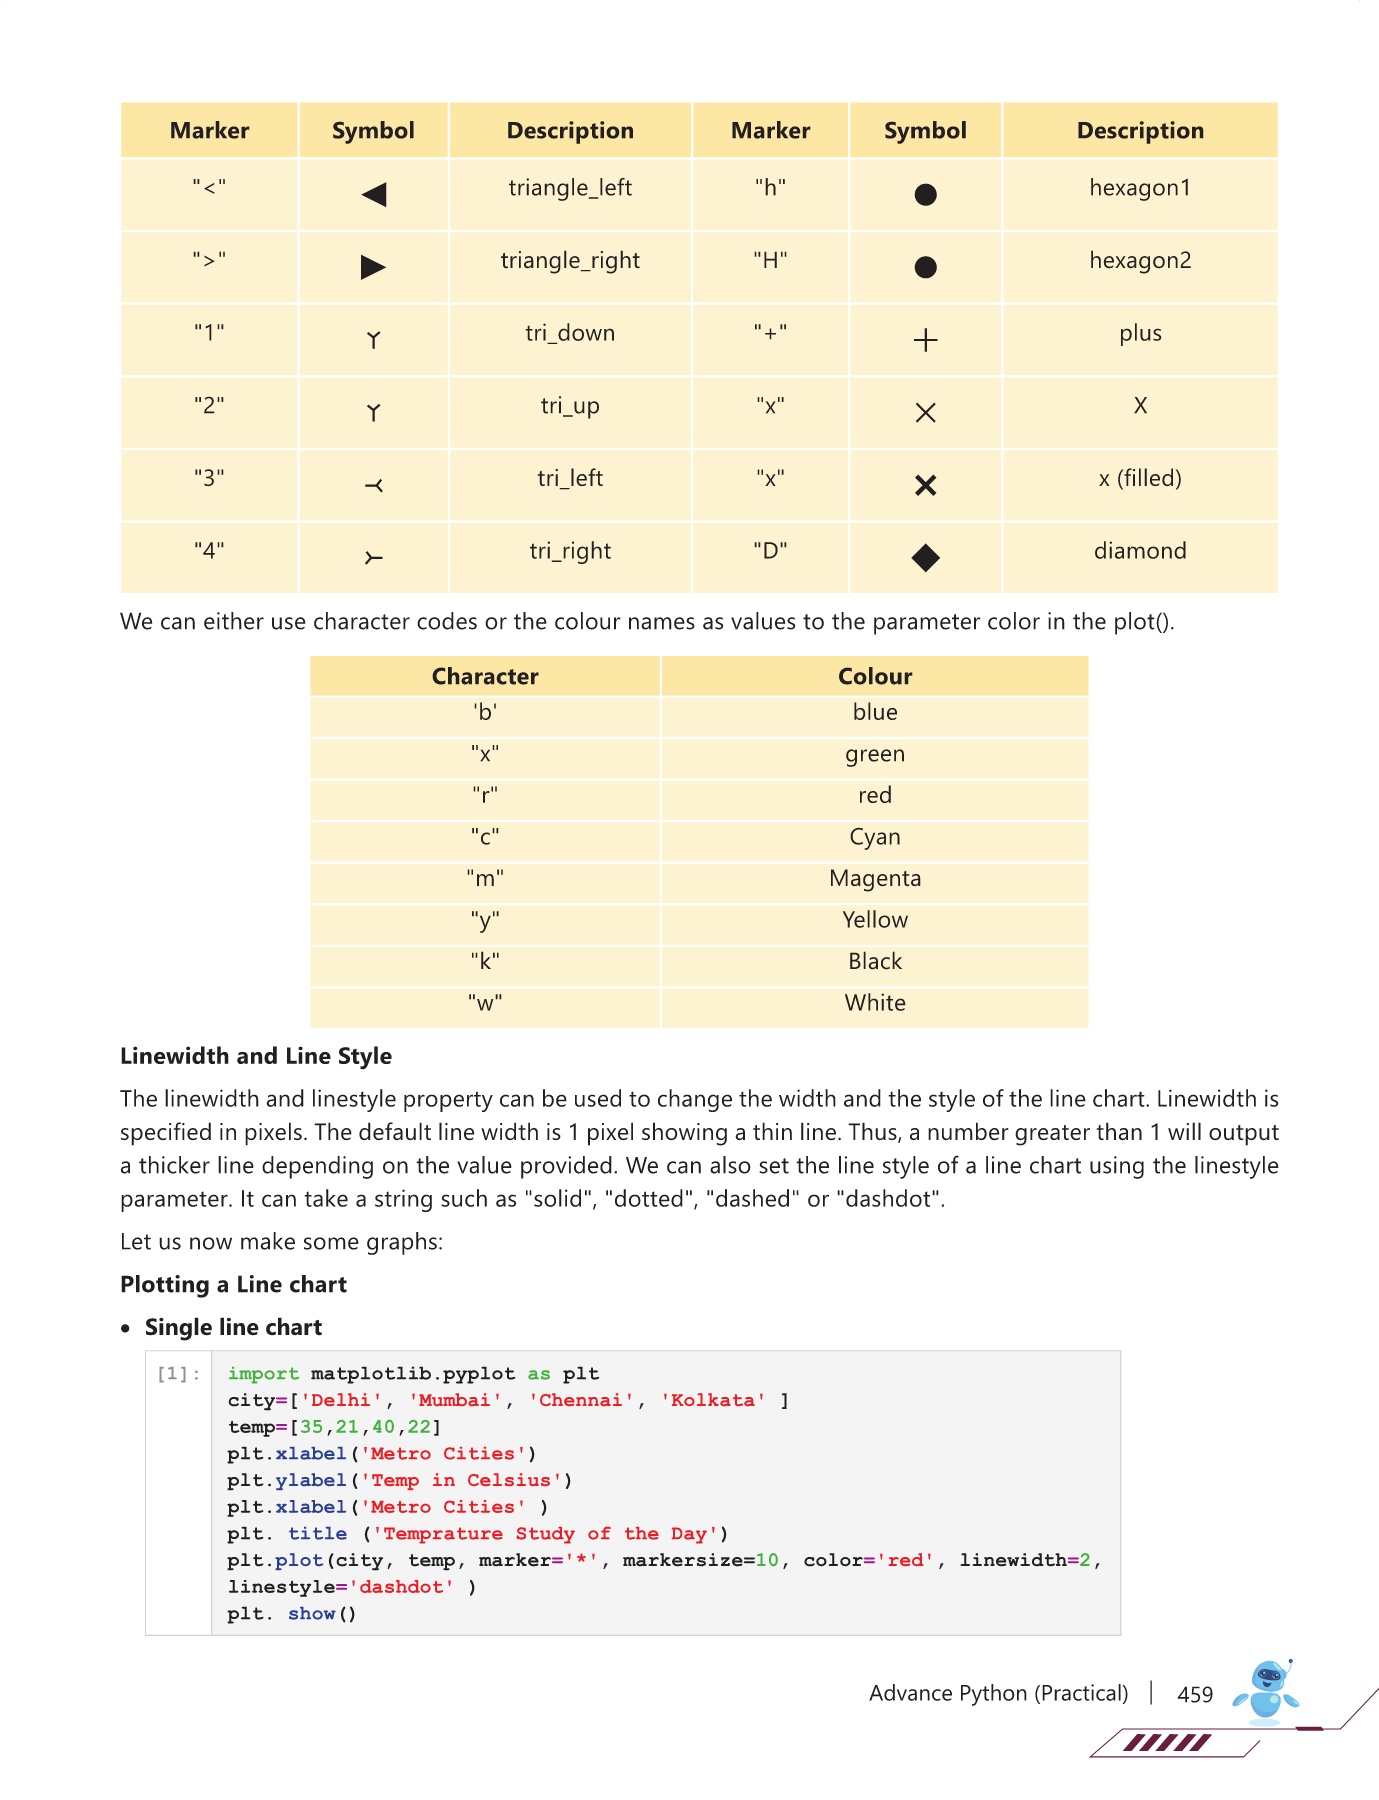 Marker Symbol Description Marker Symbol Description
"<" ◀ triangle_left "h" ● hexagon1
">" ▶ triangle_right "H" ● hexagon2
"1" tri_down "+" + plus
"2" tri_up "x" × X
"3" tri_left "x" ✖ x (filled)
"4" tri_right "D" ◆ diamond
We can either use character codes or the colour names as values to the parameter color in the plot().
Character Colour
'b' blue
"x" green
"r" red
"c" Cyan
"m" Magenta
"y" Yellow
"k" Black
"w" White
Linewidth and Line Style
The linewidth and linestyle property can be used to change the width and the style of the line chart. Linewidth is
specified in pixels. The default line width is 1 pixel showing a thin line. Thus, a number greater than 1 will output
a thicker line depending on the value provided. We can also set the line style of a line chart using the linestyle
parameter. It can take a string such as "solid", "dotted", "dashed" or "dashdot".
Let us now make some graphs:
Plotting a Line chart
• Single line chart
[1]: import matplotlib.pyplot as plt
city=['Delhi', 'Mumbai', 'Chennai', 'Kolkata' ]
temp=[35,21,40,22]
plt.xlabel('Metro Cities')
plt.ylabel('Temp in Celsius')
plt.xlabel('Metro Cities' )
plt. title ('Temprature Study of the Day')
plt.plot(city, temp, marker='*', markersize=10, color='red', linewidth=2,
linestyle='dashdot' )
plt. show()
Advance Python (Practical) | 459